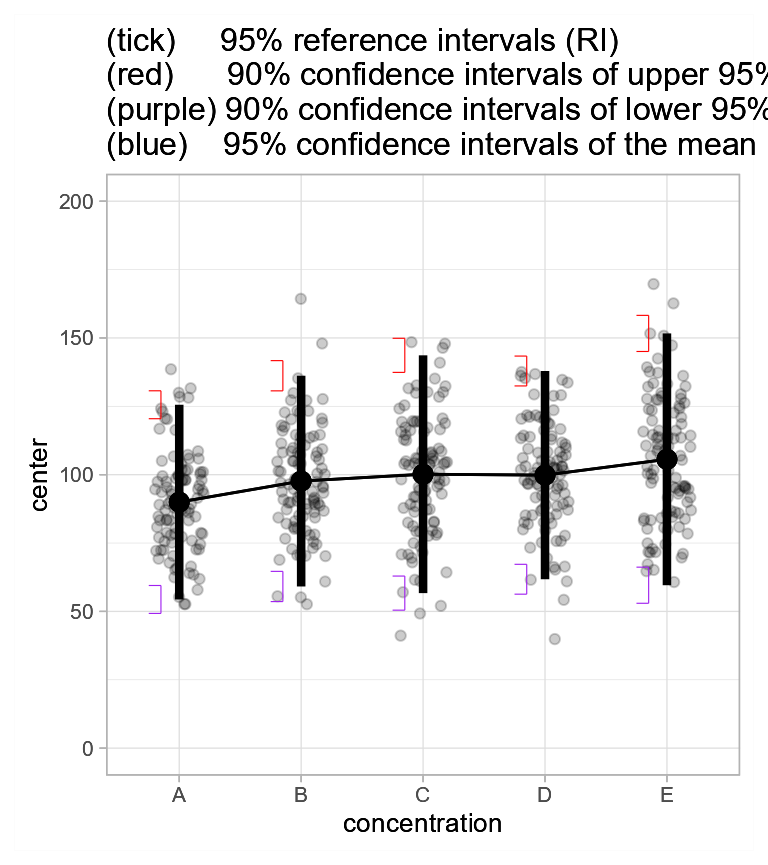 (tick) 95% reference intervals (RI)
(red) 90% confidence intervals of upper 95%
(purple) 90% confidence intervals of lower 95%
(blue) 95% confidence intervals of the mean
200
150
100
50
0
center
A B C D E
concentration